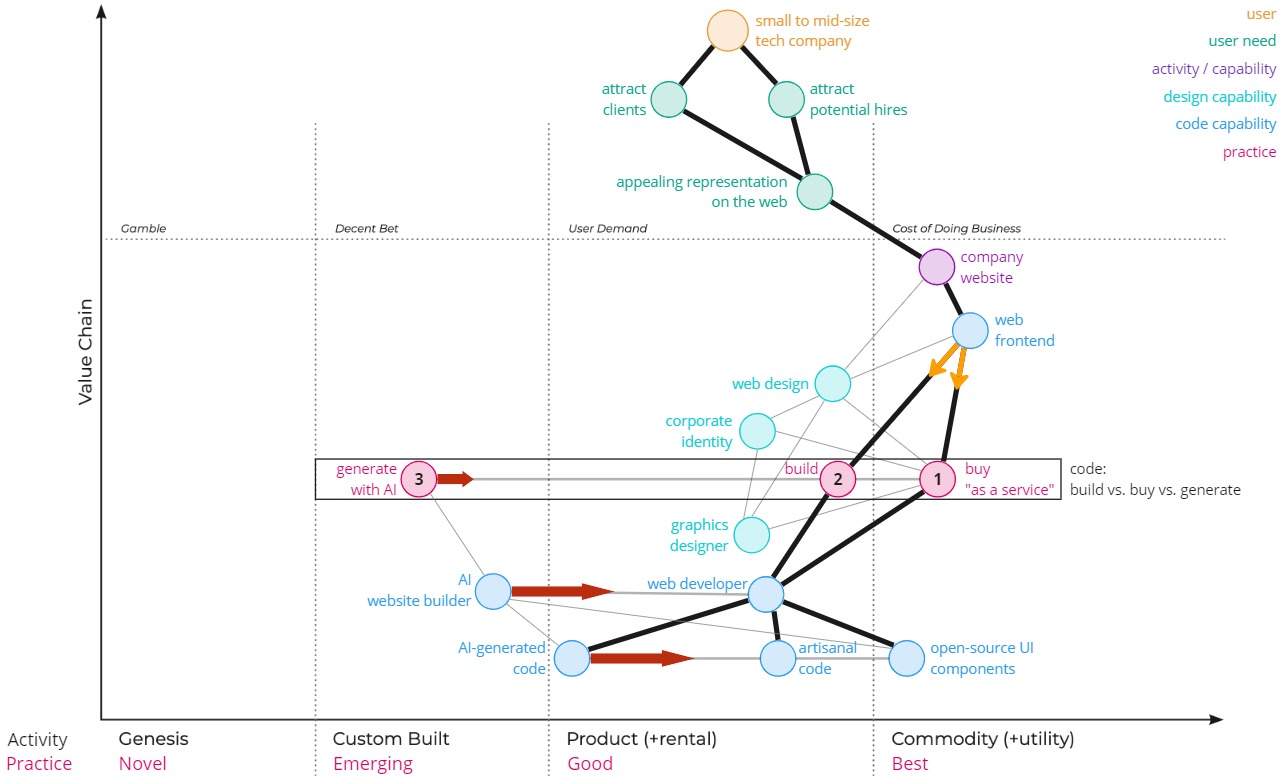 small to mid-size
tech company
user
user need
activity / capability
design capability
code capability
practice
attract
clients
attract
potential hires
appealing representation
on the web
Gamble
Decent Bet
User Demand
Cost of Doing Business
company
website
Value Chain
web
frontend
web design
corporate
identity
generate
with AI
3
build
2
1
buy
"as a service"
code:
build vs. buy vs. generate
graphics
designer
AI
website builder
web developer
AI-generated
code
artisanal
code
open-source UI
components
Activity
Practice
Genesis
Novel
Custom Built
Emerging
Product (+rental)
Good
Commodity (+utility)
Best